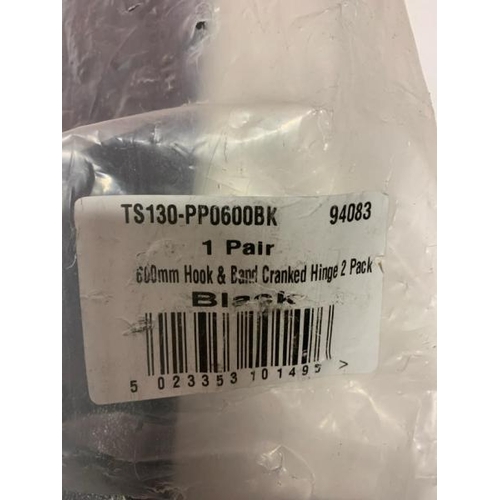 TS130-PP0600BK 94083
1 Pair
600mm Hook & Band Cranked Hinge 2 Pack
Black
5 023353 101495 >